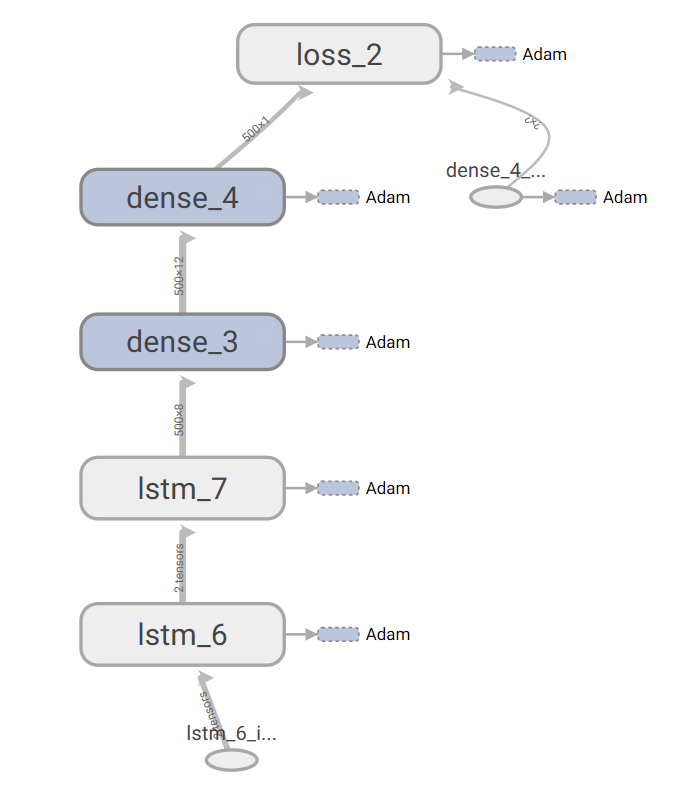 loss_2
Adam
500×1
?×?
dense_4_...
dense_4
Adam
Adam
500×12
dense_3
Adam
500×8
lstm_7
Adam
2 tensors
lstm_6
Adam
tensors
lstm_6_i...